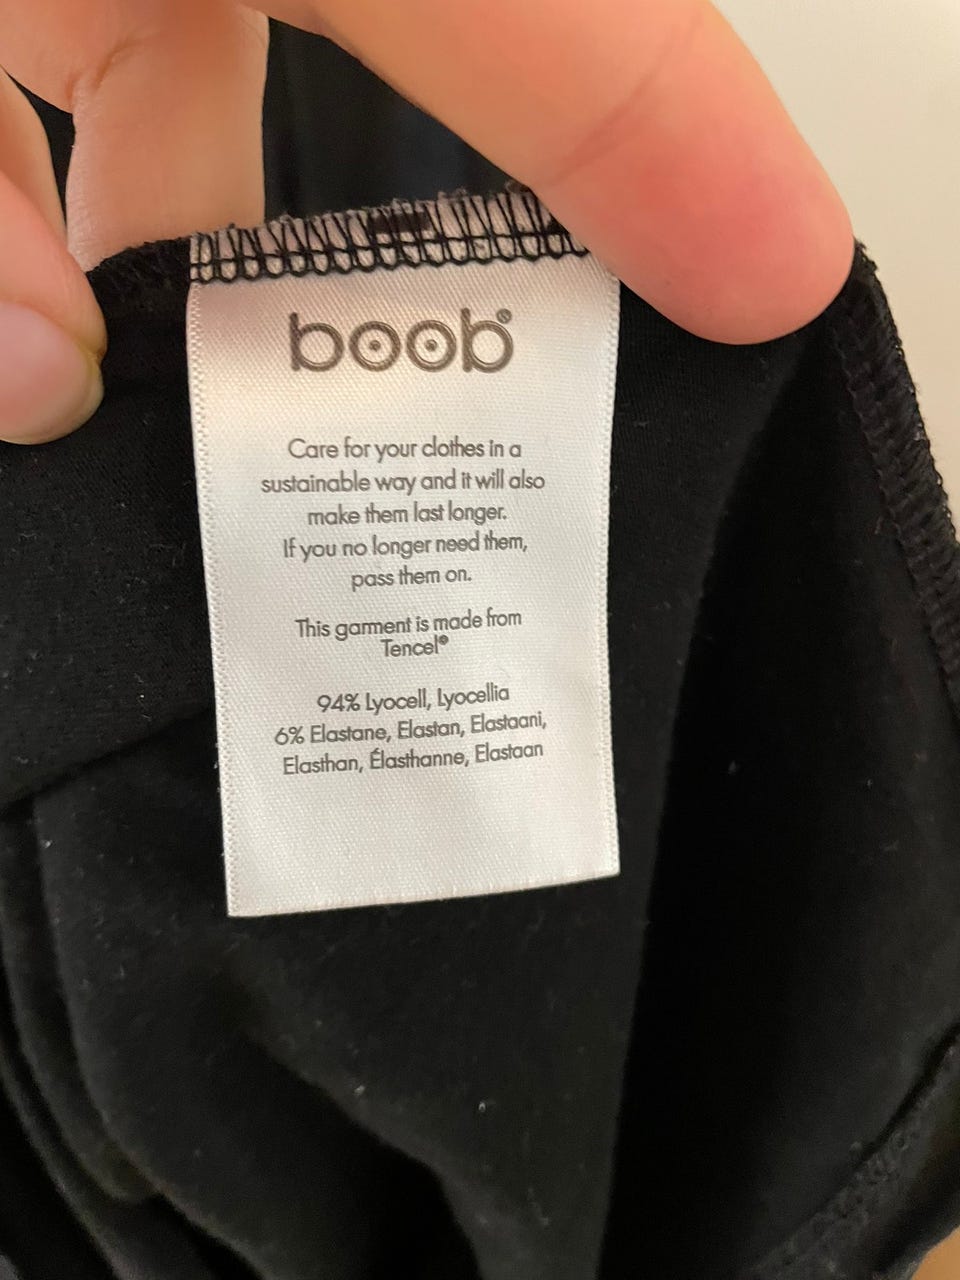 boob®
Care for your clothes in a
sustainable way and it will also
make them last longer.
If you no longer need them,
pass them on.
This garment is made from
Tencel®
94% Lyocell, Lyocellia
6% Elastane, Elastan, Elastaani,
Elasthan, Élasthanne, Elastaan